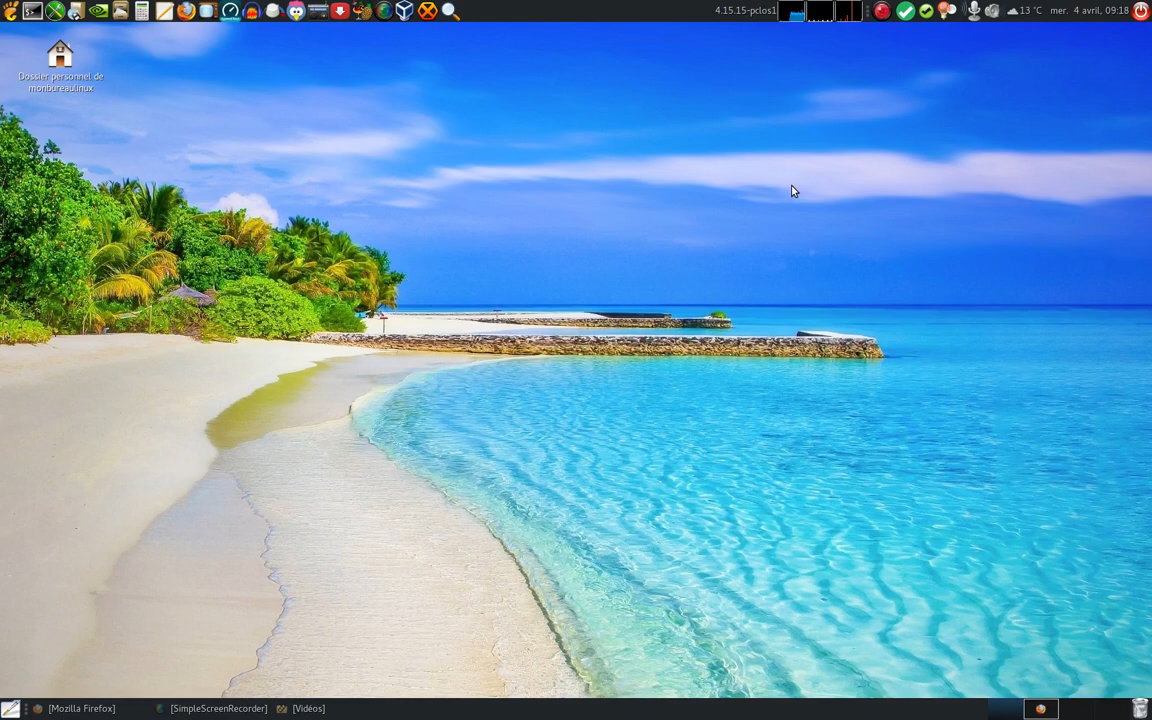 4.15.15-pclos1
13 °C
mer. 4 avril, 09:18
Dossier personnel de
monbureaulinux
[Mozilla Firefox]
[SimpleScreenRecorder]
[Vidéos]